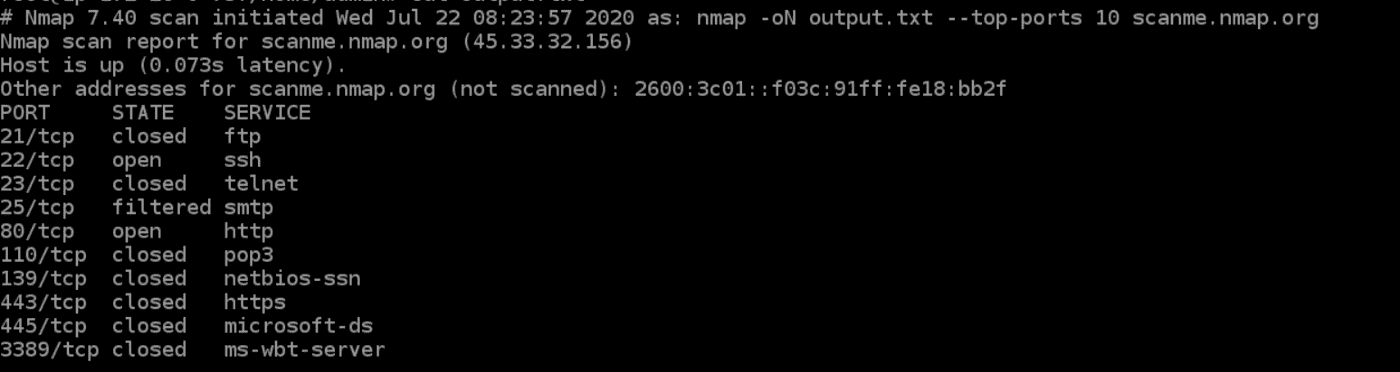 # Nmap 7.40 scan initiated Wed Jul 22 08:23:57 2020 as: nmap -oN output.txt --top-ports 10 scanme.nmap.org
Nmap scan report for scanme.nmap.org (45.33.32.156)
Host is up (0.073s latency).
Other addresses for scanme.nmap.org (not scanned): 2600:3c01::f03c:91ff:fe18:bb2f
PORT     STATE    SERVICE
21/tcp   closed   ftp
22/tcp   open     ssh
23/tcp   closed   telnet
25/tcp   filtered smtp
80/tcp   open     http
110/tcp  closed   pop3
139/tcp  closed   netbios-ssn
443/tcp  closed   https
445/tcp  closed   microsoft-ds
3389/tcp closed   ms-wbt-server